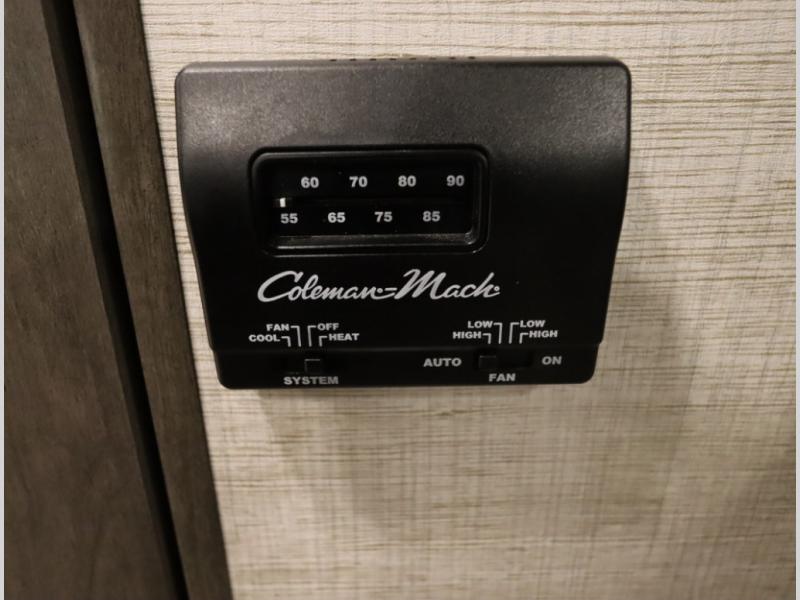 60 70 80 90
55 65 75 85
Coleman-Mach
FAN OFF LOW LOW
COOL HEAT HIGH HIGH
AUTO ON
SYSTEM FAN